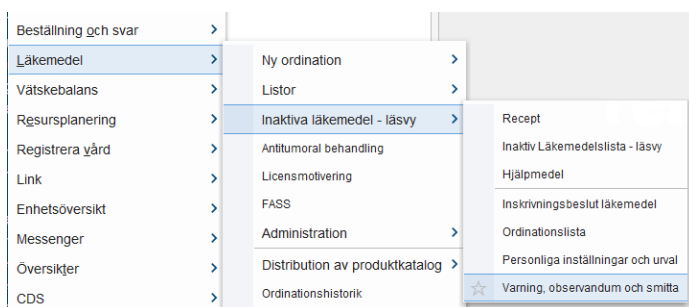 Beställning och svar
Läkemedel
Vätskebalans
Resursplanering
Registrera vård
Link
Enhetsöversikt
Messenger
Översikter
CDS
Ny ordination
Listor
Inaktiva läkemedel - läsvy
Antitumoral behandling
Licensmotivering
FASS
Administration
Distribution av produktkatalog
Ordinationshistorik
Recept
Inaktiv Läkemedelslista - läsvy
Hjälpmedel
Inskrivningsbeslut läkemedel
Ordinationslista
Personliga inställningar och urval
Varning, observandum och smitta